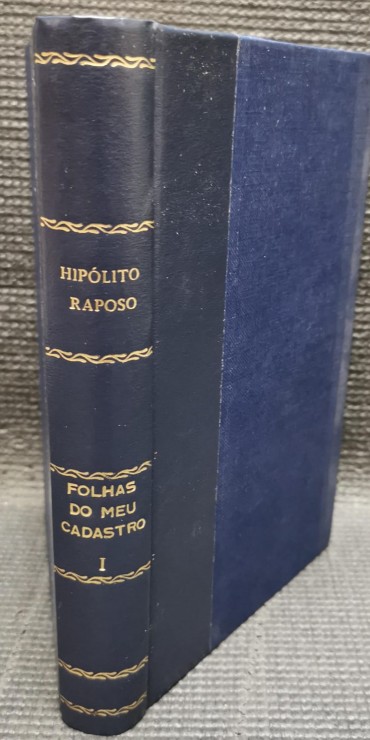 HIPÓLITO
RAPOSO
FOLHAS
DO MEU
CADASTRO
I